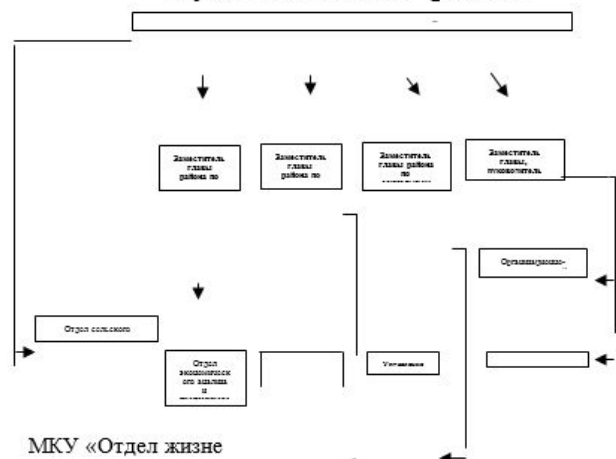 Заместитель
главы
района по
Заместитель
главы
района по
Заместитель
главы района
по
Заместитель
главы,
руководитель
Организационно-
Отдел сельского
Отдел
экономическ
ого анализа
и
Управление
МКУ «Отдел жизне